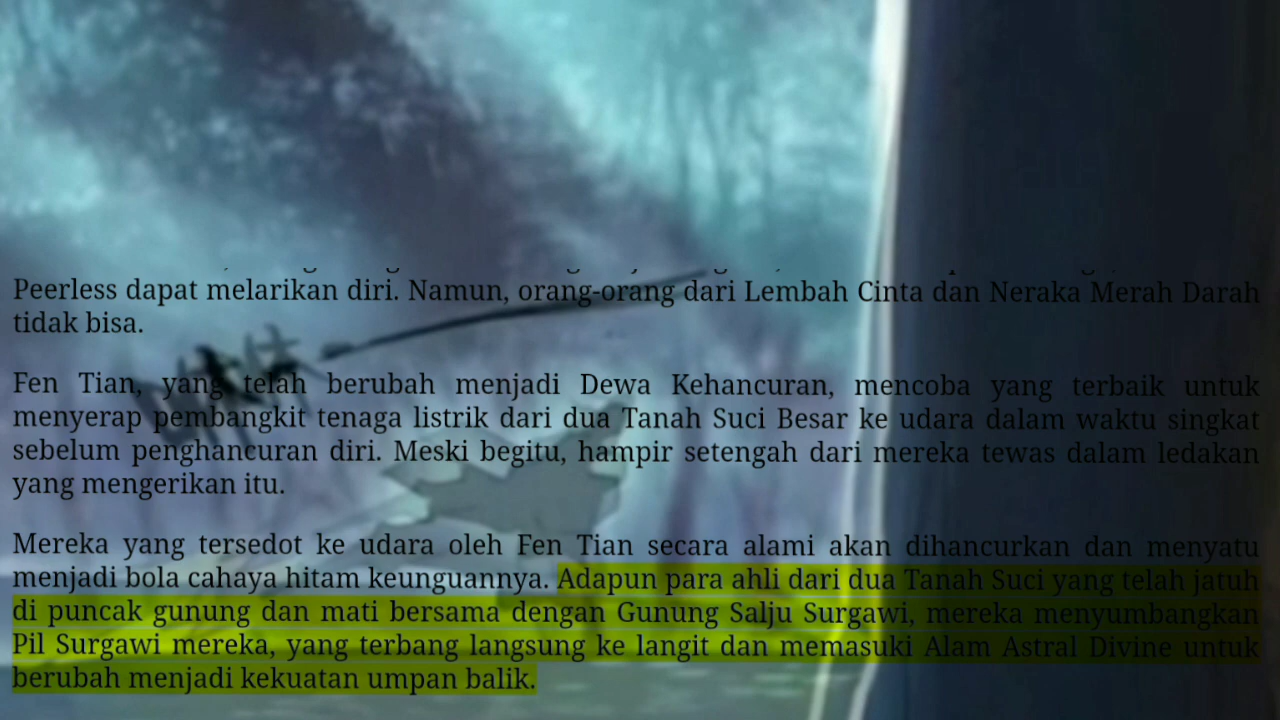 Peerless dapat melarikan diri. Namun, orang-orang dari Lembah Cinta dan Neraka Merah Darah
tidak bisa.
Fen Tian, yang telah berubah menjadi Dewa Kehancuran, mencoba yang terbaik untuk
menyerap pembangkit tenaga listrik dari dua Tanah Suci Besar ke udara dalam waktu singkat
sebelum penghancuran diri. Meski begitu, hampir setengah dari mereka tewas dalam ledakan
yang mengerikan itu.
Mereka yang tersedot ke udara oleh Fen Tian secara alami akan dihancurkan dan menyatu
menjadi bola cahaya hitam keunguannya. Adapun para ahli dari dua Tanah Suci yang telah jatuh
di puncak gunung dan mati bersama dengan Gunung Salju Surgawi, mereka menyumbangkan
Pil Surgawi mereka, yang terbang langsung ke langit dan memasuki Alam Astral Divine untuk
berubah menjadi kekuatan umpan balik.